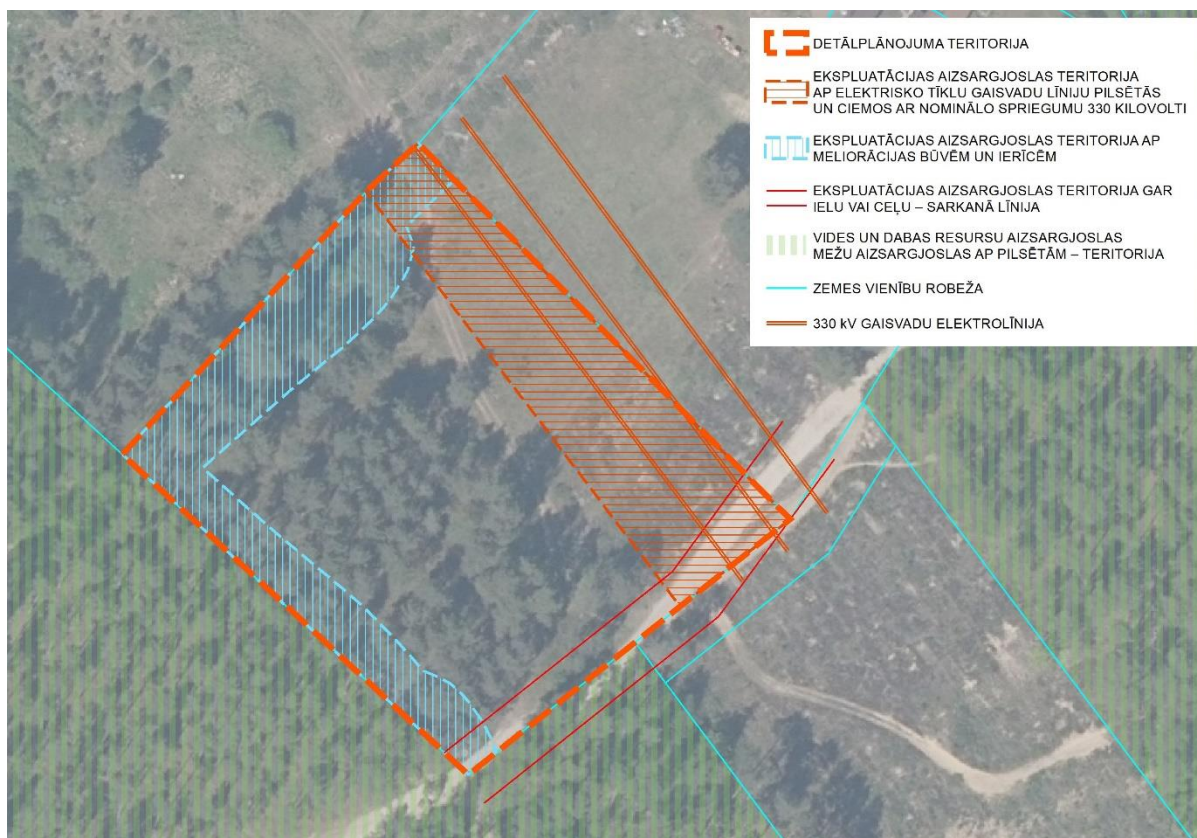 DETĀLPLĀNOJUMA TERITORIJA
EKSPLUATĀCIJAS AIZSARGJOSLAS TERITORIJA
AP ELEKTRISKO TĪKLU GAISVADU LĪNIJU PILSĒTĀS
UN CIEMOS AR NOMINĀLO SPRIEGUMU 330 KILOVOLTI
EKSPLUATĀCIJAS AIZSARGJOSLAS TERITORIJA AP
MELIORĀCIJAS BŪVĒM UN IERĪCĒM
EKSPLUATĀCIJAS AIZSARGJOSLAS TERITORIJA GAR
IELU VAI CEĻU – SARKANĀ LĪNIJA
VIDES UN DABAS RESURSU AIZSARGJOSLAS
MEŽU AIZSARGJOSLAS AP PILSĒTĀM – TERITORIJA
ZEMES VIENĪBU ROBEŽA
330 kV GAISVADU ELEKTROLĪNIJA